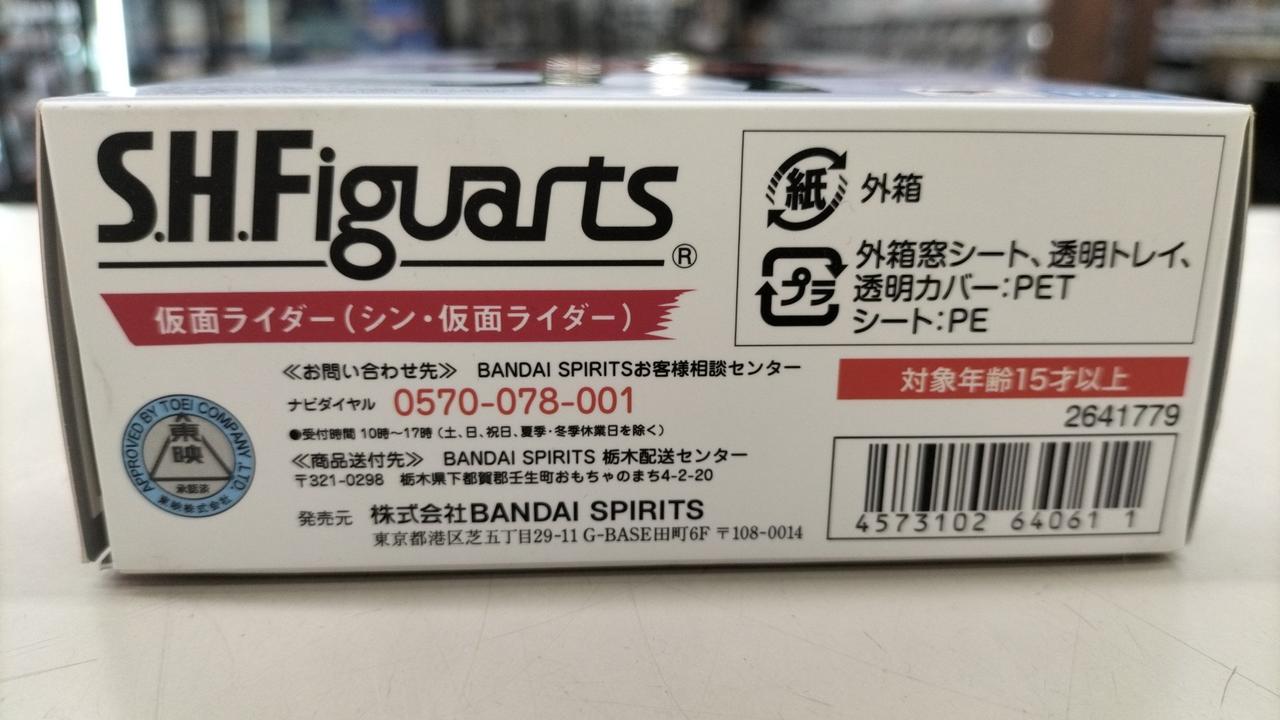 S.H.Figuarts®
仮面ライダー(シン・仮面ライダー)
紙 外箱
プラ 外箱窓シート、透明トレイ、
透明カバー:PET
シート:PE
≪お問い合わせ先≫ BANDAI SPIRITSお客様相談センター
ナビダイヤル 0570-078-001
●受付時間 10時~17時(土、日、祝日、夏季・冬季休業日を除く)
≪商品送付先≫ BANDAI SPIRITS 栃木配送センター
〒321-0298 栃木県下都賀郡壬生町おもちゃのまち4-2-20
発売元 株式会社BANDAI SPIRITS
東京都港区芝五丁目29-11 G-BASE田町6F 〒108-0014
APPROVED BY TOEI COMPANY, LTD.
東映
承認済
東映株式会社
対象年齢15才以上
2641779
4573102 64061 1